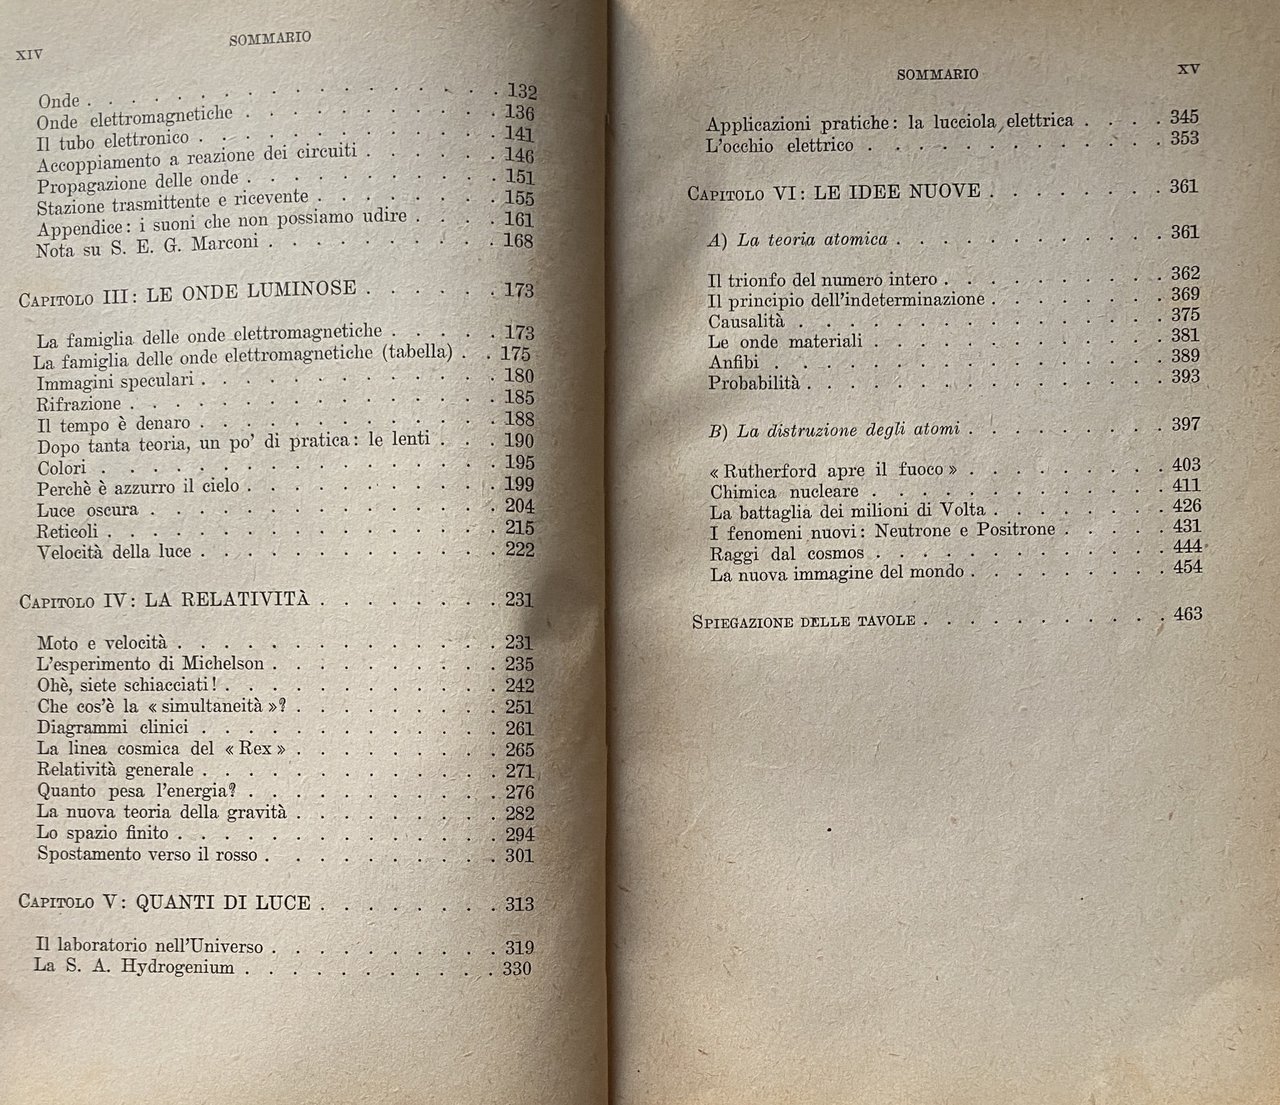 XIV
SOMMARIO
Onde . . . . . . . . . . . . . . . . . . 132
Onde elettromagnetiche . . . . . . . . . . . 136
Il tubo elettronico . . . . . . . . . . . . . 141
Accoppiamento a reazione dei circuiti . . . . . . 146
Propagazione delle onde . . . . . . . . . . . 151
Stazione trasmittente e ricevente . . . . . . . . 155
Appendice: i suoni che non possiamo udire . . . . 161
Nota su S. E. G. Marconi . . . . . . . . . . 168
Capitolo III: LE ONDE LUMINOSE . . . . . . 173
La famiglia delle onde elettromagnetiche . . . . . 173
La famiglia delle onde elettromagnetiche (tabella) . . 175
Immagini speculari . . . . . . . . . . . . . 180
Rifrazione . . . . . . . . . . . . . . . . 185
Il tempo è denaro . . . . . . . . . . . . . 188
Dopo tanta teoria, un po' di pratica: le lenti . . . 190
Colori . . . . . . . . . . . . . . . . . 195
Perchè è azzurro il cielo . . . . . . . . . . . 199
Luce oscura . . . . . . . . . . . . . . . 204
Reticoli . . . . . . . . . . . . . . . . . 215
Velocità della luce . . . . . . . . . . . . . 222
Capitolo IV: LA RELATIVITÀ . . . . . . . . 231
Moto e velocità . . . . . . . . . . . . . . 231
L'esperimento di Michelson . . . . . . . . . . 235
Ohè, siete schiacciati! . . . . . . . . . . . . 242
Che cos'è la « simultaneità »? . . . . . . . . . 251
Diagrammi clinici . . . . . . . . . . . . . 261
La linea cosmica del « Rex » . . . . . . . . . 265
Relatività generale . . . . . . . . . . . . . 271
Quanto pesa l'energia? . . . . . . . . . . . 276
La nuova teoria della gravità . . . . . . . . . 282
Lo spazio finito . . . . . . . . . . . . . . 294
Spostamento verso il rosso . . . . . . . . . . 301
Capitolo V: QUANTI DI LUCE . . . . . . . . 313
Il laboratorio nell'Universo . . . . . . . . . . 319
La S. A. Hydrogenium . . . . . . . . . . . 330
SOMMARIO
XV
Applicazioni pratiche: la lucciola elettrica . . . . 345
L'occhio elettrico . . . . . . . . . . . . . 353
Capitolo VI: LE IDEE NUOVE . . . . . . . 361
A) La teoria atomica . . . . . . . . . . . . 361
Il trionfo del numero intero . . . . . . . . . 362
Il principio dell'indeterminazione . . . . . . . . 369
Causalità . . . . . . . . . . . . . . . . 375
Le onde materiali . . . . . . . . . . . . . 381
Anfibi . . . . . . . . . . . . . . . . . 389
Probabilità . . . . . . . . . . . . . . . . 393
B) La distruzione degli atomi . . . . . . . . . 397
« Rutherford apre il fuoco » . . . . . . . . . 403
Chimica nucleare . . . . . . . . . . . . . 411
La battaglia dei milioni di Volta . . . . . . . . 426
I fenomeni nuovi: Neutrone e Positrone . . . . . 431
Raggi dal cosmos . . . . . . . . . . . . . 444
La nuova immagine del mondo . . . . . . . . . 454
Spiegazione delle tavole . . . . . . . . . . . 463